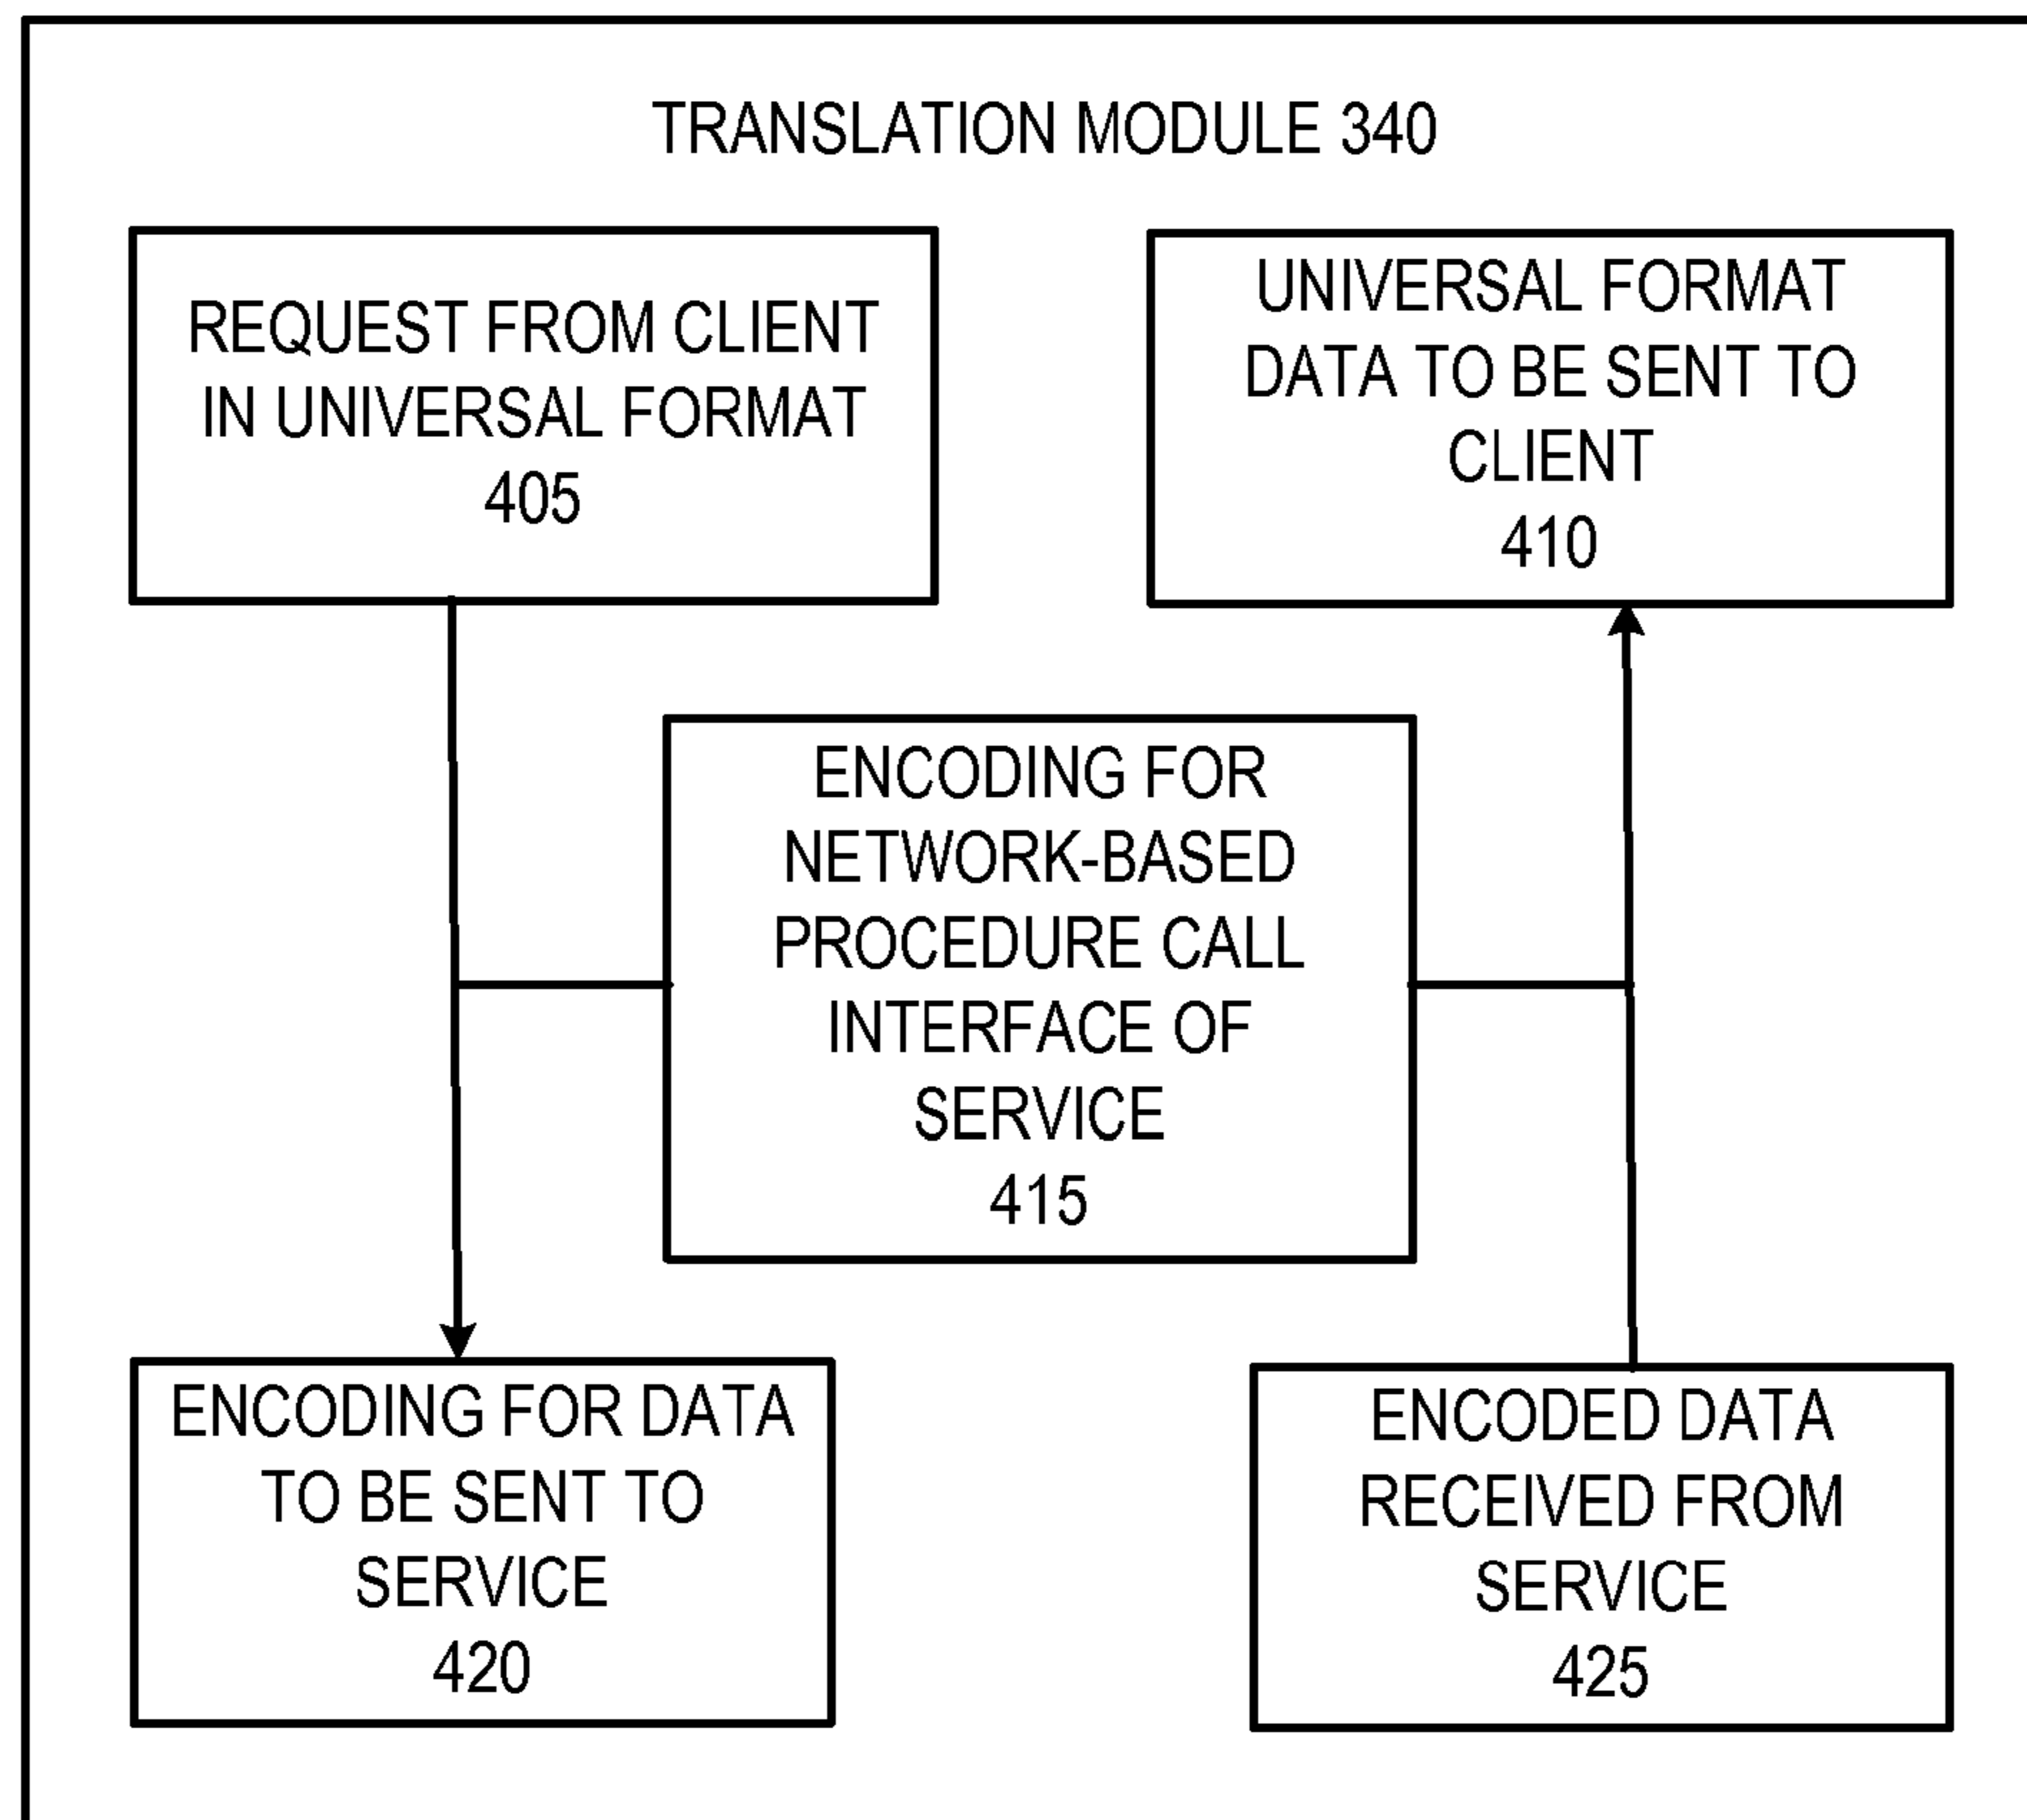 TRANSLATION MODULE 340
REQUEST FROM CLIENT
IN UNIVERSAL FORMAT
405
UNIVERSAL FORMAT
DATA TO BE SENT TO
CLIENT
410
ENCODING FOR
NETWORK-BASED
PROCEDURE CALL
INTERFACE OF
SERVICE
415
ENCODING FOR DATA
TO BE SENT TO
SERVICE
420
ENCODED DATA
RECEIVED FROM
SERVICE
425